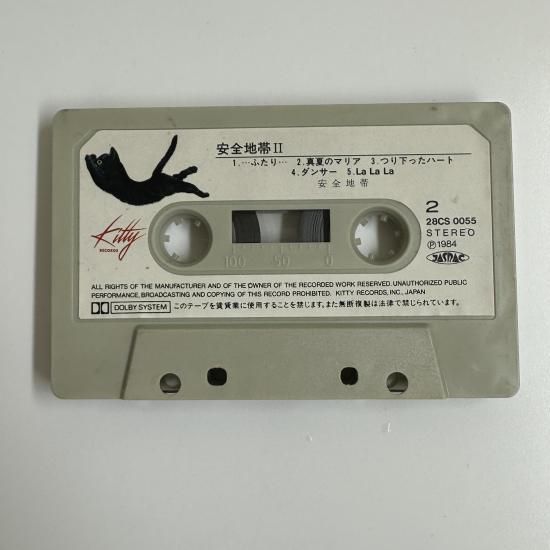 安全地帯II
1.…ふたり… 2.真夏のマリア 3.つり下ったハート
4.ダンサー 5.La La La
安全地帯
Kitty
RECORDS
2
28CS 0055
STEREO
Ⓟ1984
JASRAC
100 50 0
ALL RIGHTS OF THE MANUFACTURER AND OF THE OWNER OF THE RECORDED WORK RESERVED. UNAUTHORIZED PUBLIC
PERFORMANCE, BROADCASTING AND COPYING OF THIS RECORD PROHIBITED. KITTY RECORDS, INC., JAPAN
DOLBY SYSTEM このテープを賃貸業に使用することを禁じます。また無断複製は法律で禁じられています。